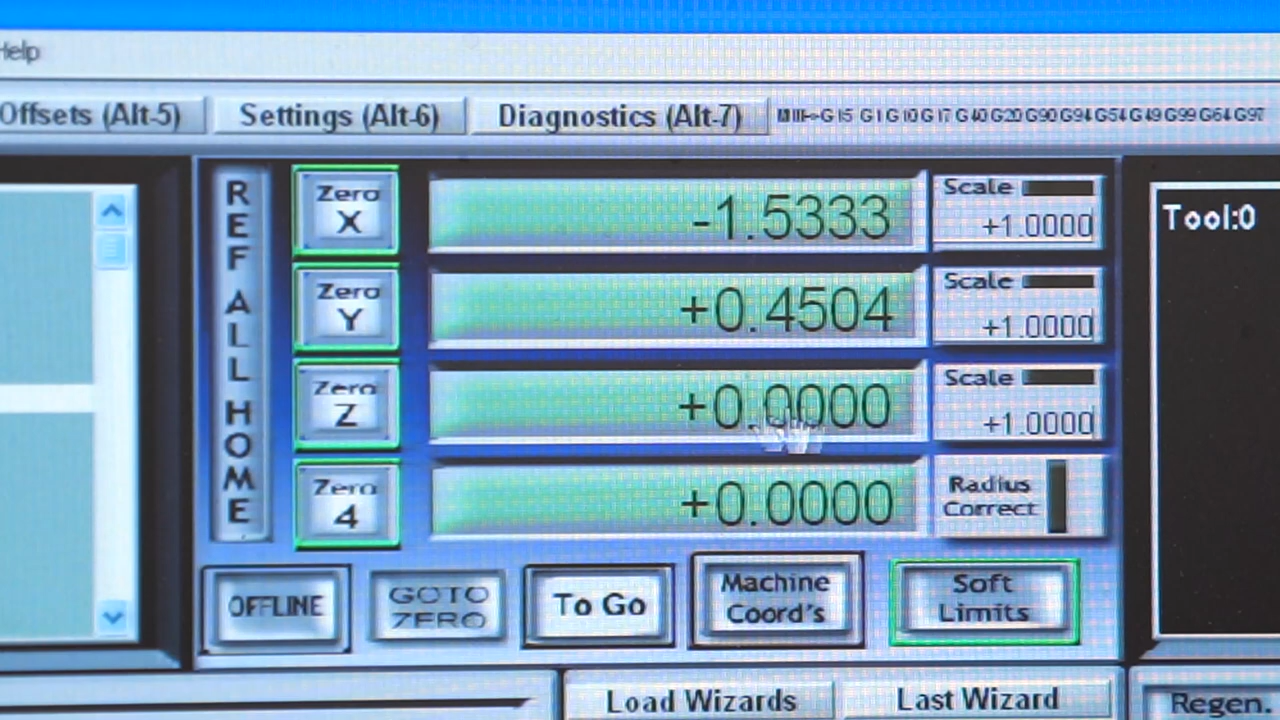 Help
Offsets (Alt-5)
Settings (Alt-6)
Diagnostics (Alt-7)
G15 G1 G10 G17 G40 G20 G90 G94 G54 G49 G99 G64 G97
REF ALL HOME
Zero
X
-1.5333
Scale
+1.0000
Tool:0
Zero
Y
+0.4504
Scale
+1.0000
Zero
Z
+0.0000
Scale
+1.0000
Zero
4
+0.0000
Radius
Correct
OFFLINE
GOTO
ZERO
To Go
Machine
Coord's
Soft
Limits
Load Wizards
Last Wizard
Regen.